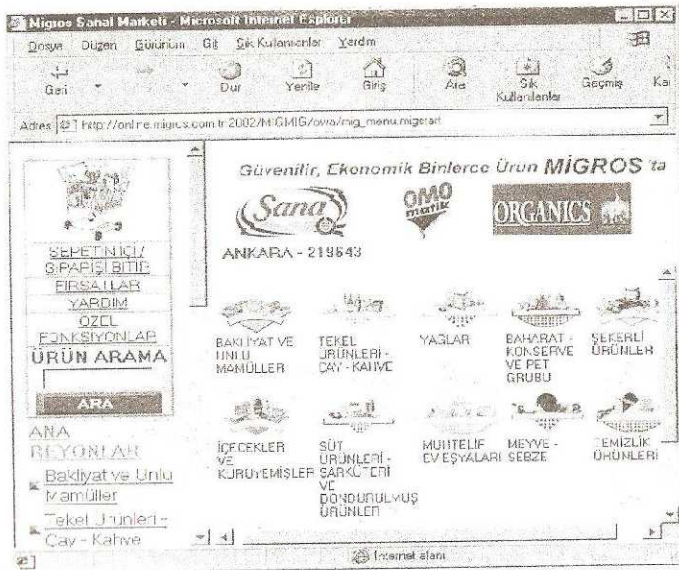 Migros Sanal Marketi - Microsoft Internet Explorer
Dosya Düzen Görünüm Git Sık Kullanılanlar Yardım
Geri Dur Yenile Giriş Ara Sık Kullanılanlar Geçmiş
Adres http://online.migros.com.tr:2002/MIGMIG/owa/mig_menu.migstart
SEPETİN İÇİ /
SİPARİŞİ BİTİR
FIRSATLAR
YARDIM
ÖZEL
FONKSİYONLAR
ÜRÜN ARAMA
ARA
ANA
REYONLAR
Bakliyat ve Unlu
Mamüller
Tekel Ürünleri -
Çay - Kahve
Güvenilir, Ekonomik Binlerce Ürün MİGROS 'ta
Sana
OMO
matik
ORGANICS
ANKARA - 219643
BAKLİYAT VE
UNLU
MAMÜLLER
TEKEL
ÜRÜNLERİ -
ÇAY - KAHVE
YAĞLAR
BAHARAT -
KONSERVE
VE PET
GRUBU
ŞEKERLİ
ÜRÜNLER
İÇECEKLER
VE
KURUYEMİŞLER
SÜT
ÜRÜNLERİ -
ŞARKÜTERİ
VE
DONDURULMUŞ
ÜRÜNLER
MUHTELİF
EV EŞYALARI
MEYVE -
SEBZE
TEMİZLİK
ÜRÜNLERİ
Internet alanı